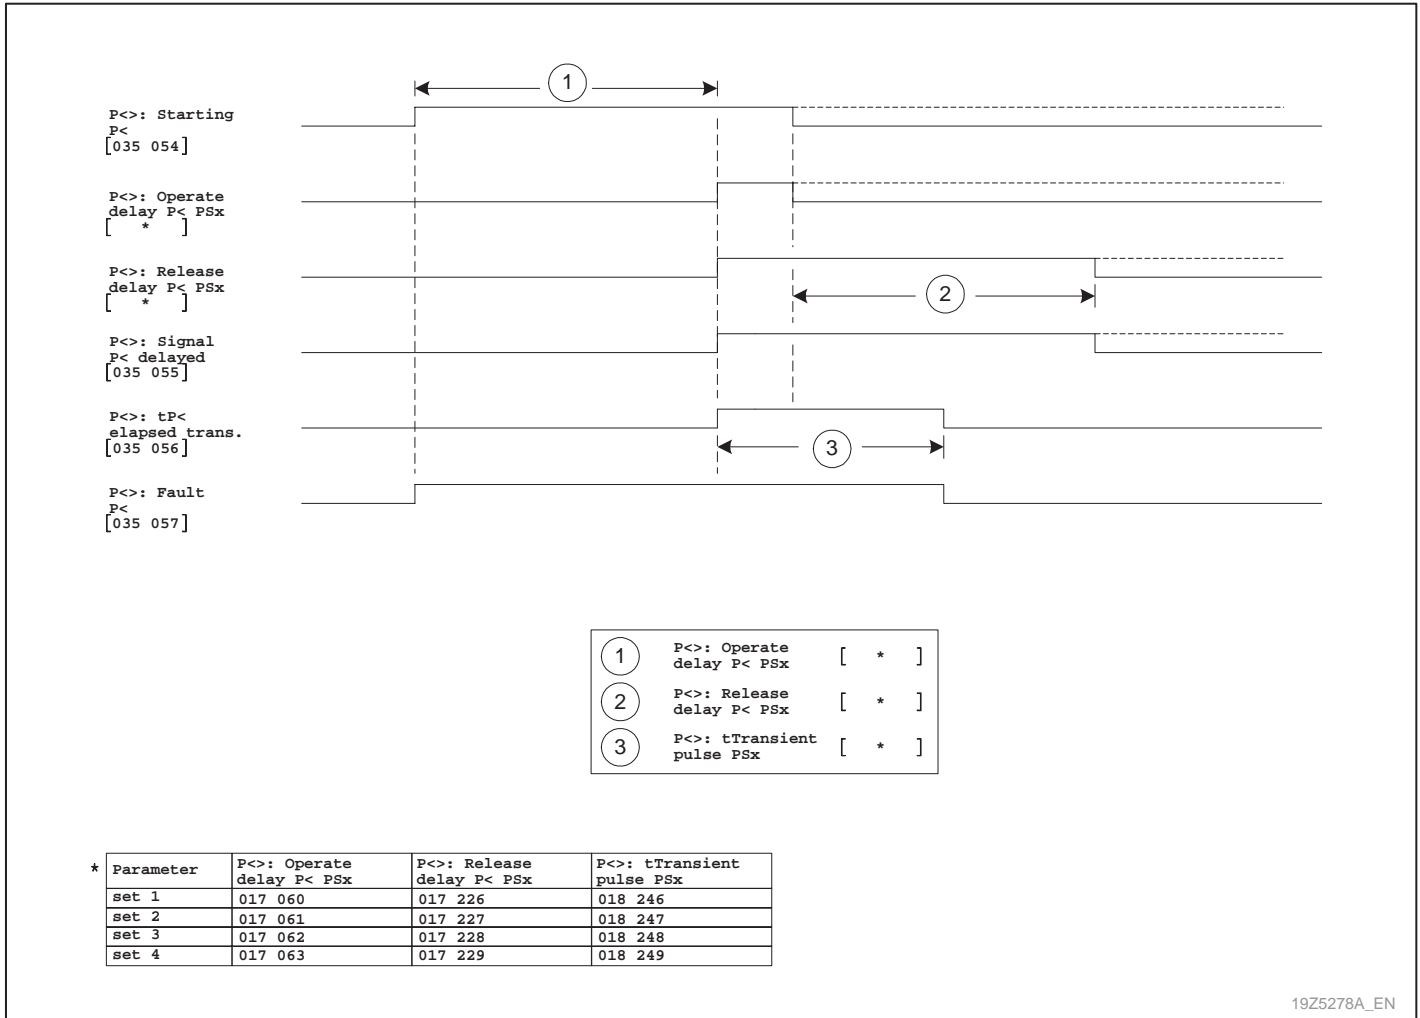 1
P<>: Starting
P<
[035 054]
P<>: Operate
delay P< PSx
[ * ]
P<>: Release
delay P< PSx
[ * ]
2
P<>: Signal
P< delayed
[035 055]
P<>: tP<
elapsed trans.
[035 056]
3
P<>: Fault
P<
[035 057]
1 P<>: Operate
delay P< PSx [ * ]
2 P<>: Release
delay P< PSx [ * ]
3 P<>: tTransient
pulse PSx [ * ]
* Parameter P<>: Operate delay P< PSx P<>: Release delay P< PSx P<>: tTransient pulse PSx
set 1 017 060 017 226 018 246
set 2 017 061 017 227 018 247
set 3 017 062 017 228 018 248
set 4 017 063 017 229 018 249
19Z5278A_EN